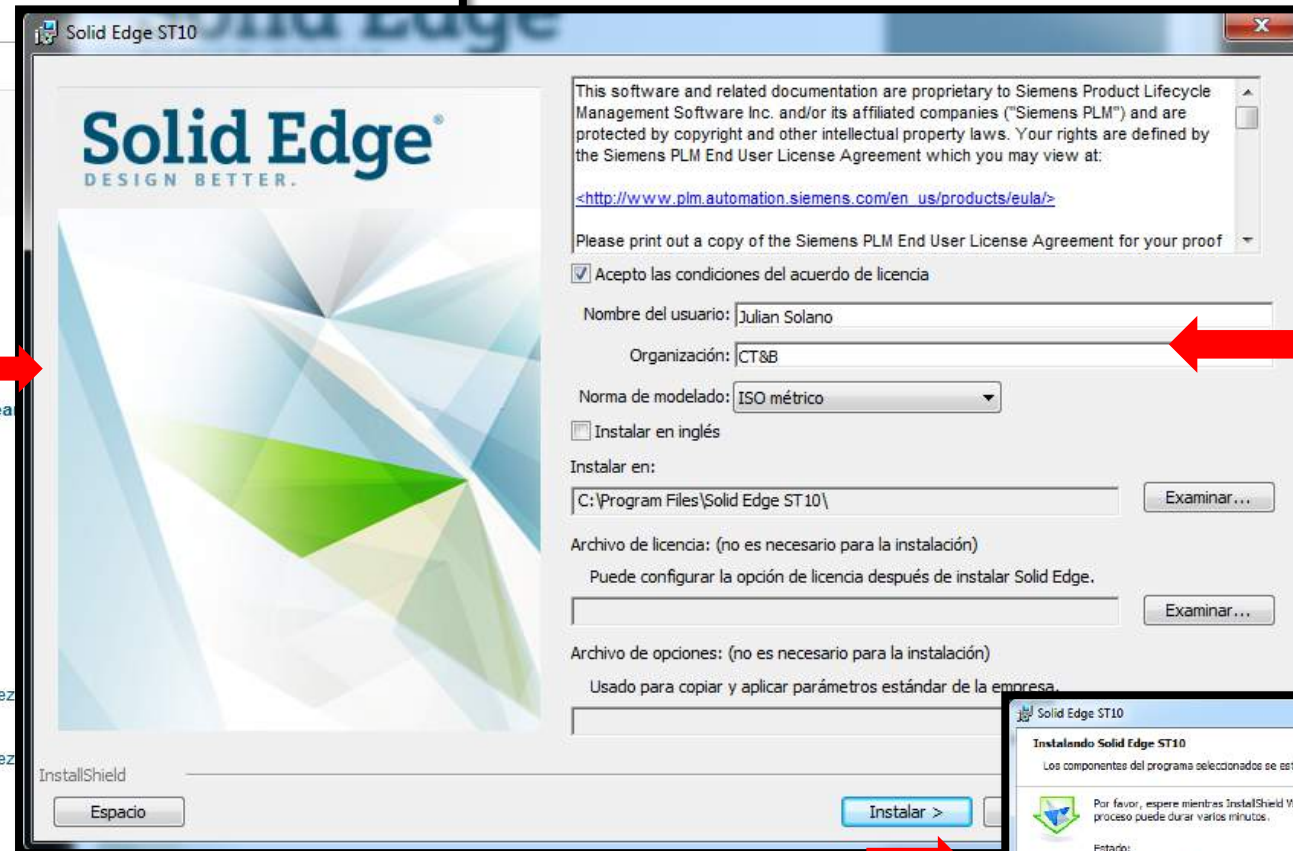 Solid Edge ST10
Solid Edge®
DESIGN BETTER.
This software and related documentation are proprietary to Siemens Product Lifecycle
Management Software Inc. and/or its affiliated companies ("Siemens PLM") and are
protected by copyright and other intellectual property laws. Your rights are defined by
the Siemens PLM End User License Agreement which you may view at:
<http://www.plm.automation.siemens.com/en_us/products/eula/>
Please print out a copy of the Siemens PLM End User License Agreement for your proof
Acepto las condiciones del acuerdo de licencia
Nombre del usuario: Julian Solano
Organización: CT&B
Norma de modelado: ISO métrico
Instalar en inglés
Instalar en:
C:\Program Files\Solid Edge ST10\
Examinar...
Archivo de licencia: (no es necesario para la instalación)
Puede configurar la opción de licencia después de instalar Solid Edge.
Examinar...
Archivo de opciones: (no es necesario para la instalación)
Usado para copiar y aplicar parámetros estándar de la empresa.
InstallShield
Espacio
Instalar >
Solid Edge ST10
Instalando Solid Edge ST10
Los componentes del programa seleccionados se
Por favor, espere mientras InstallShield
proceso puede durar varios minutos.
Estado: